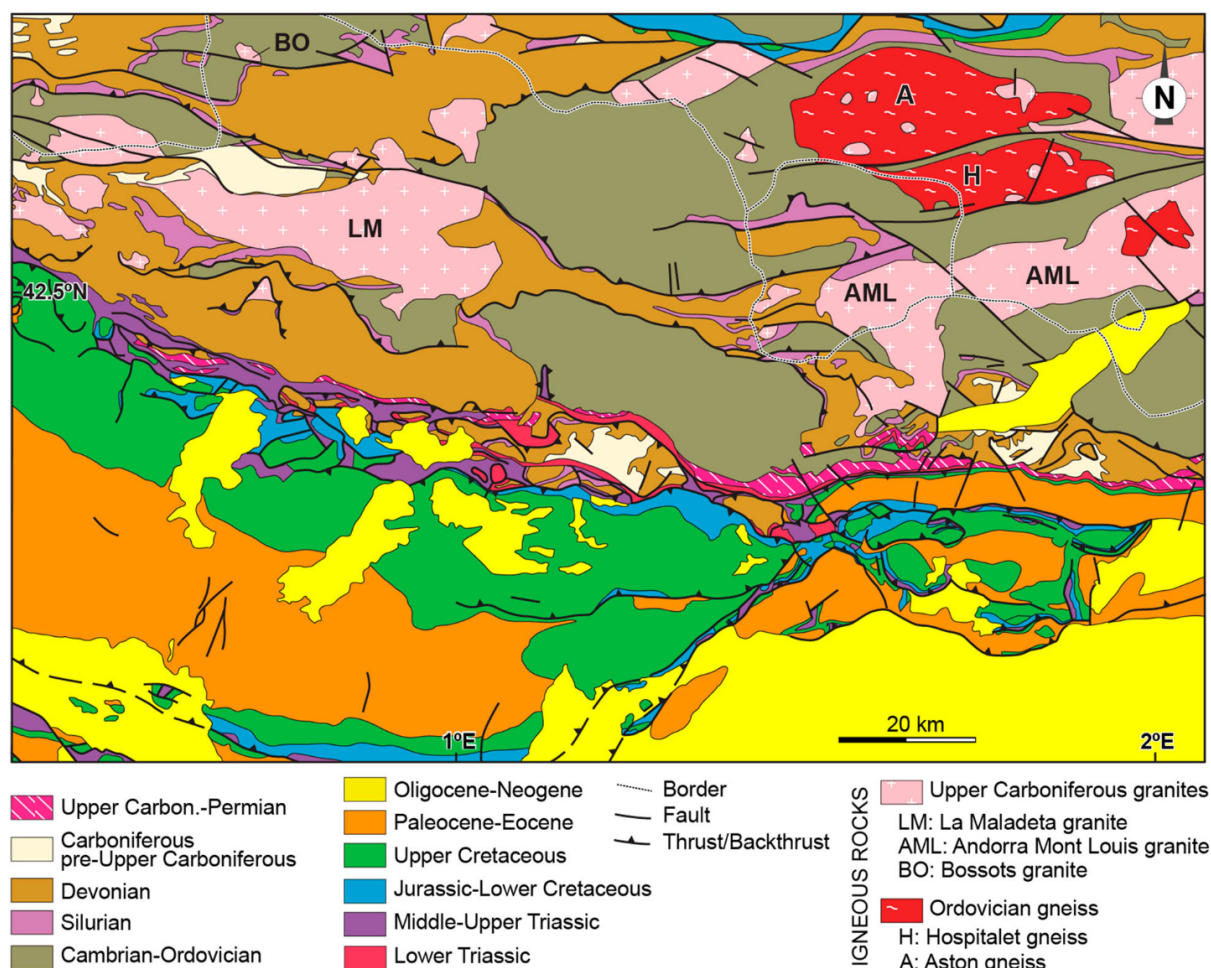 BO
A
N
H
LM
42.5ºN
AML
AML
20 km
1ºE
2ºE
Upper Carbon.-Permian
Carboniferous
pre-Upper Carboniferous
Devonian
Silurian
Cambrian-Ordovician
Oligocene-Neogene
Paleocene-Eocene
Upper Cretaceous
Jurassic-Lower Cretaceous
Middle-Upper Triassic
Lower Triassic
Border
Fault
Thrust/Backthrust
IGNEOUS ROCKS
Upper Carboniferous granites
LM: La Maladeta granite
AML: Andorra Mont Louis granite
BO: Bossots granite
Ordovician gneiss
H: Hospitalet gneiss
A: Aston gneiss